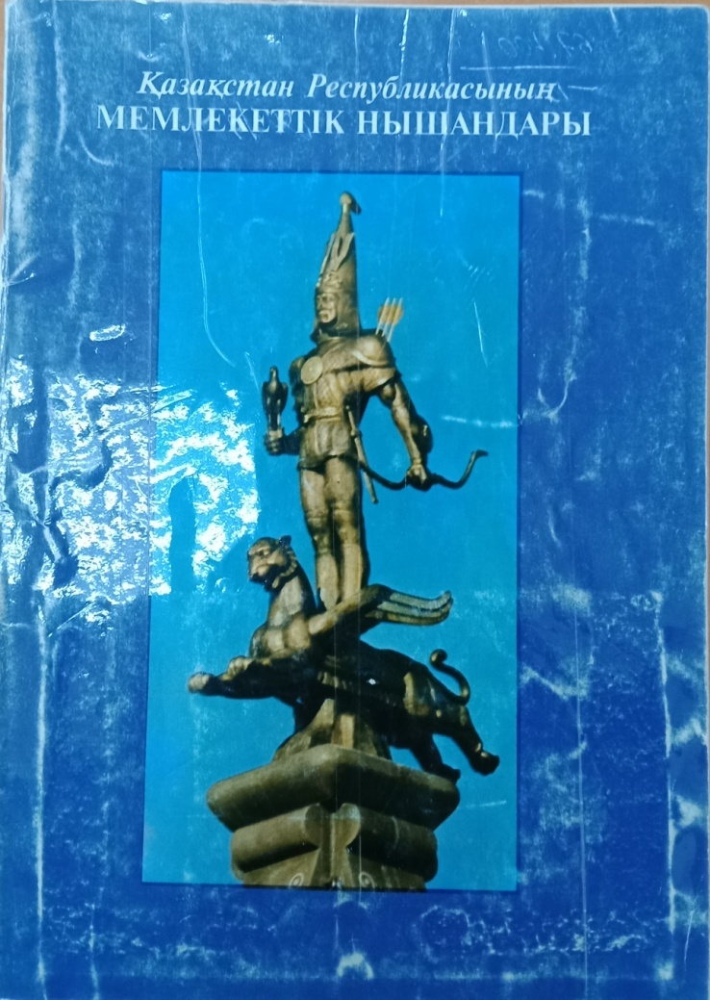 Қазақстан Республикасының
МЕМЛЕКЕТТІК НЫШАНДАРЫ